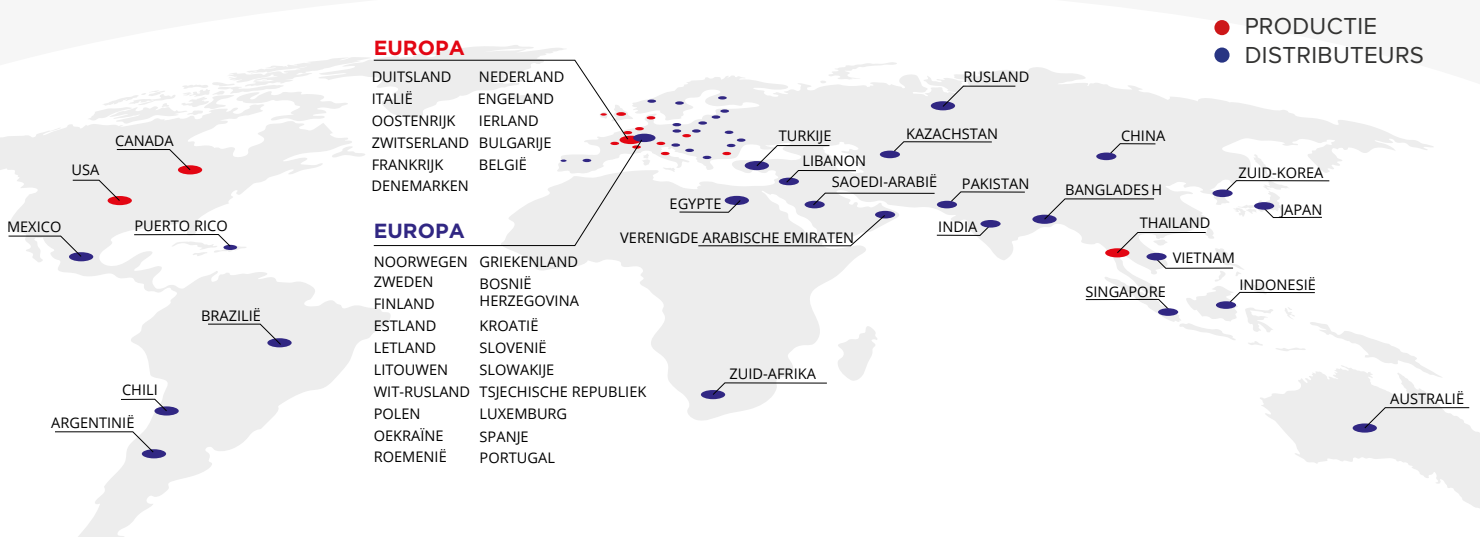 PRODUCTIE
DISTRIBUTEURS
EUROPA
DUITSLAND NEDERLAND
ITALIË ENGELAND
OOSTENRIJK IERLAND
ZWITSERLAND BULGARIJE
FRANKRIJK BELGIË
DENEMARKEN
EUROPA
NOORWEGEN GRIEKENLAND
ZWEDEN BOSNIË
FINLAND HERZEGOVINA
ESTLAND KROATIË
LETLAND SLOVENIË
LITOUWEN SLOWAKIJE
WIT-RUSLAND TSJECHISCHE REPUBLIEK
POLEN LUXEMBURG
OEKRAÏNE SPANJE
ROEMENIË PORTUGAL
CANADA
USA
MEXICO
PUERTO RICO
BRAZILIË
CHILI
ARGENTINIË
RUSLAND
TURKIJE
KAZACHSTAN
CHINA
LIBANON
SAOEDI-ARABIË
PAKISTAN
BANGLADESH
ZUID-KOREA
JAPAN
EGYPTE
VERENIGDE ARABISCHE EMIRATEN
INDIA
THAILAND
VIETNAM
SINGAPORE
INDONESIË
ZUID-AFRIKA
AUSTRALIË